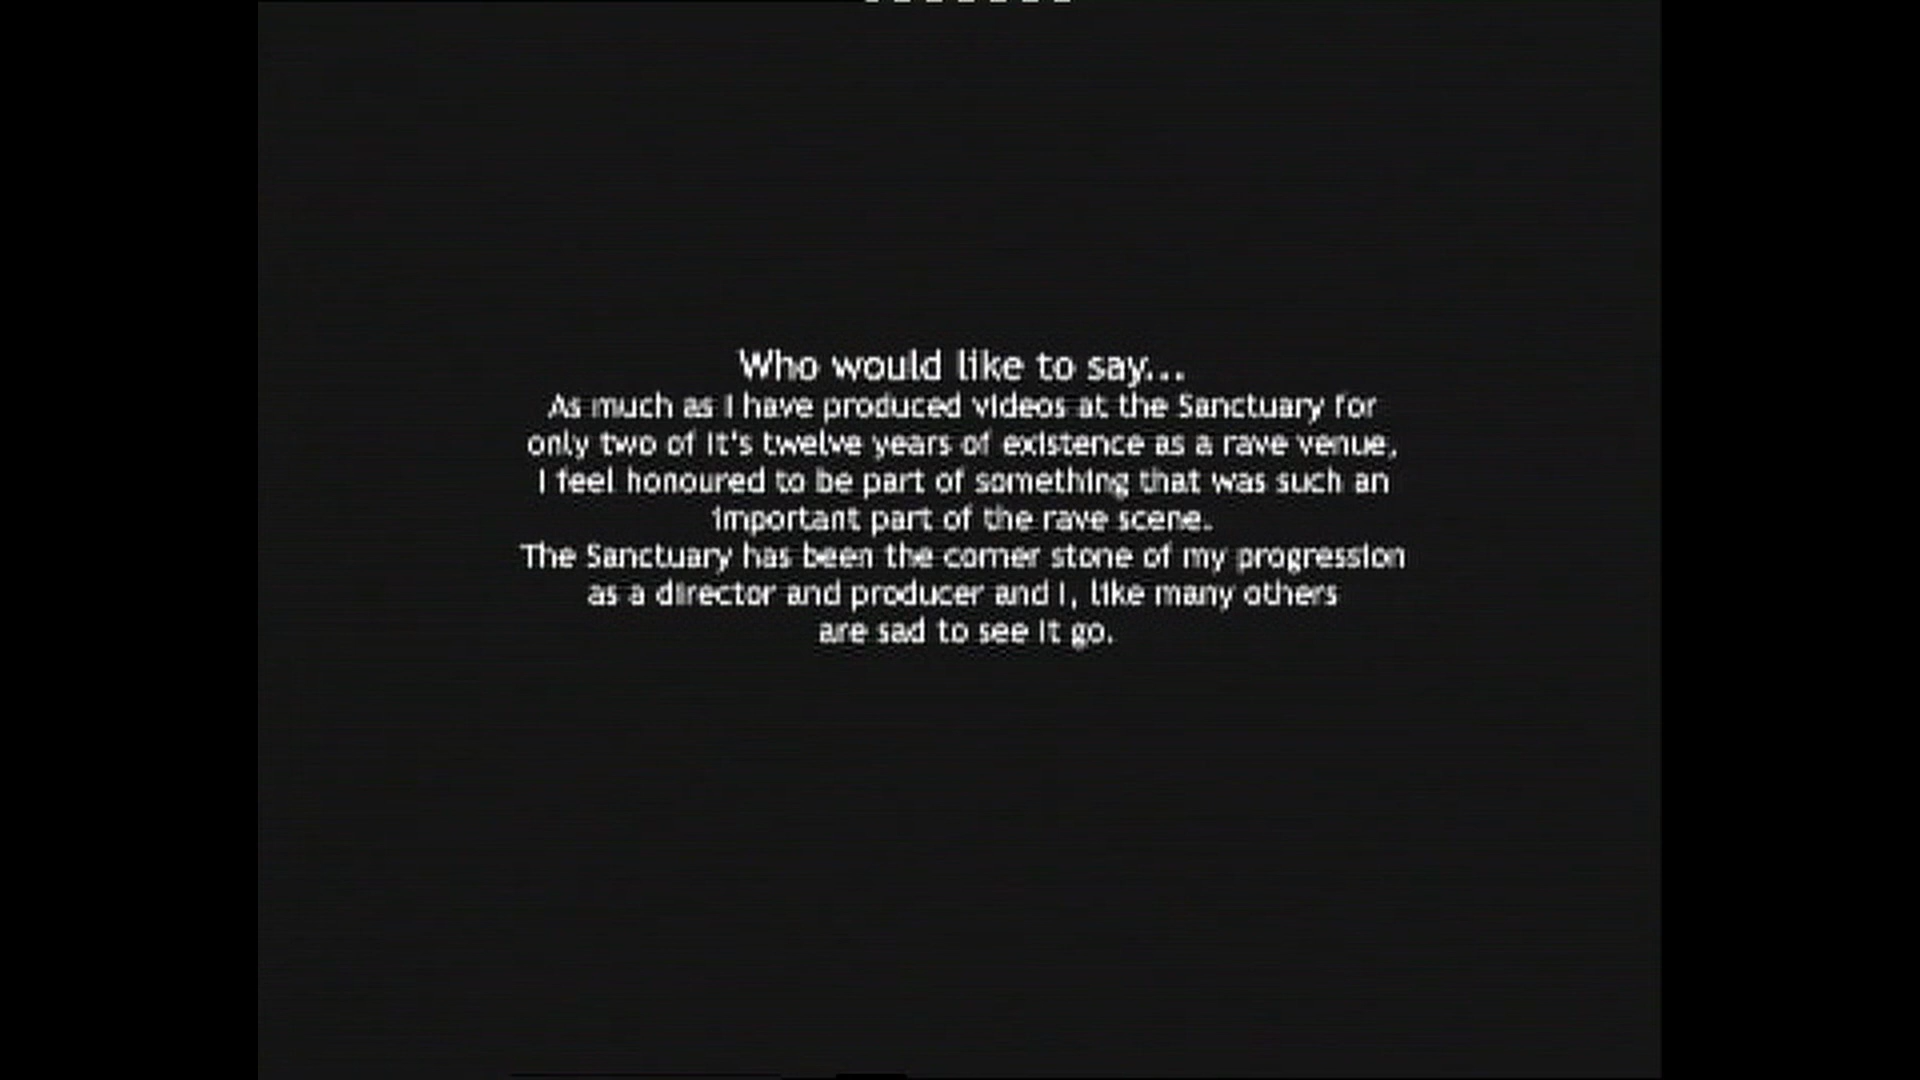 Who would like to say...
As much as I have produced videos at the Sanctuary for
only two of it's twelve years of existence as a rave venue,
I feel honoured to be part of something that was such an
important part of the rave scene.
The Sanctuary has been the corner stone of my progression
as a director and producer and I, like many others
are sad to see it go.